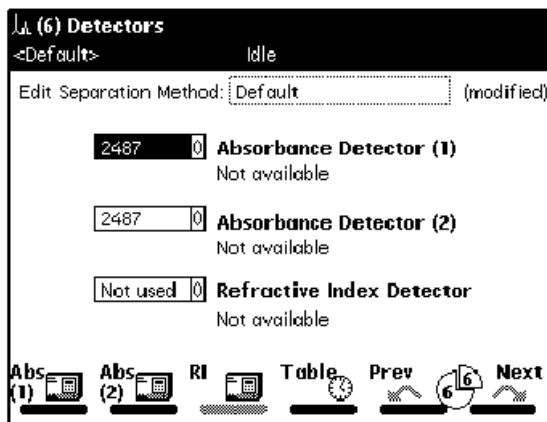 (6) Detectors
<Default> Idle
Edit Separation Method: Default (modified)
2487 0 Absorbance Detector (1)
Not available
2487 0 Absorbance Detector (2)
Not available
Not used 0 Refractive Index Detector
Not available
Abs (1) Abs (2) RI Table Prev 6 6 Next